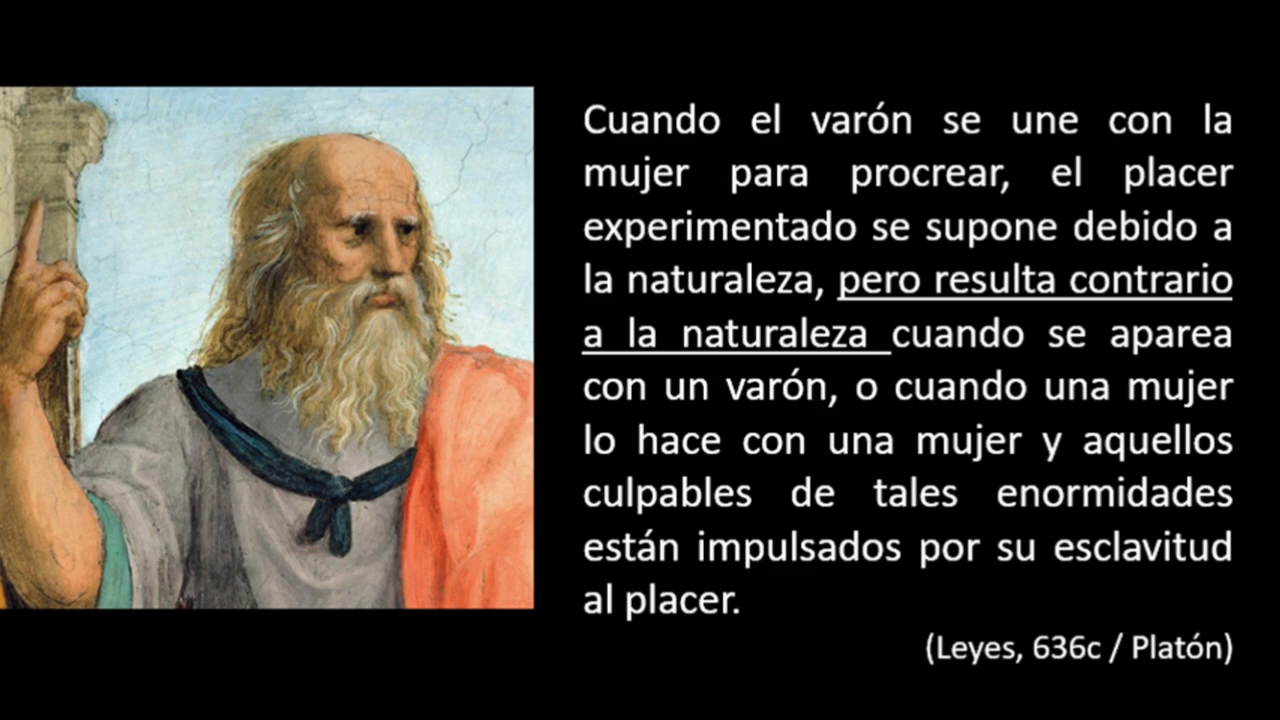 Cuando el varón se une con la
mujer para procrear, el placer
experimentado se supone debido a
la naturaleza, pero resulta contrario
a la naturaleza cuando se aparea
con un varón, o cuando una mujer
lo hace con una mujer y aquellos
culpables de tales enormidades
están impulsados por su esclavitud
al placer.
(Leyes, 636c / Platón)